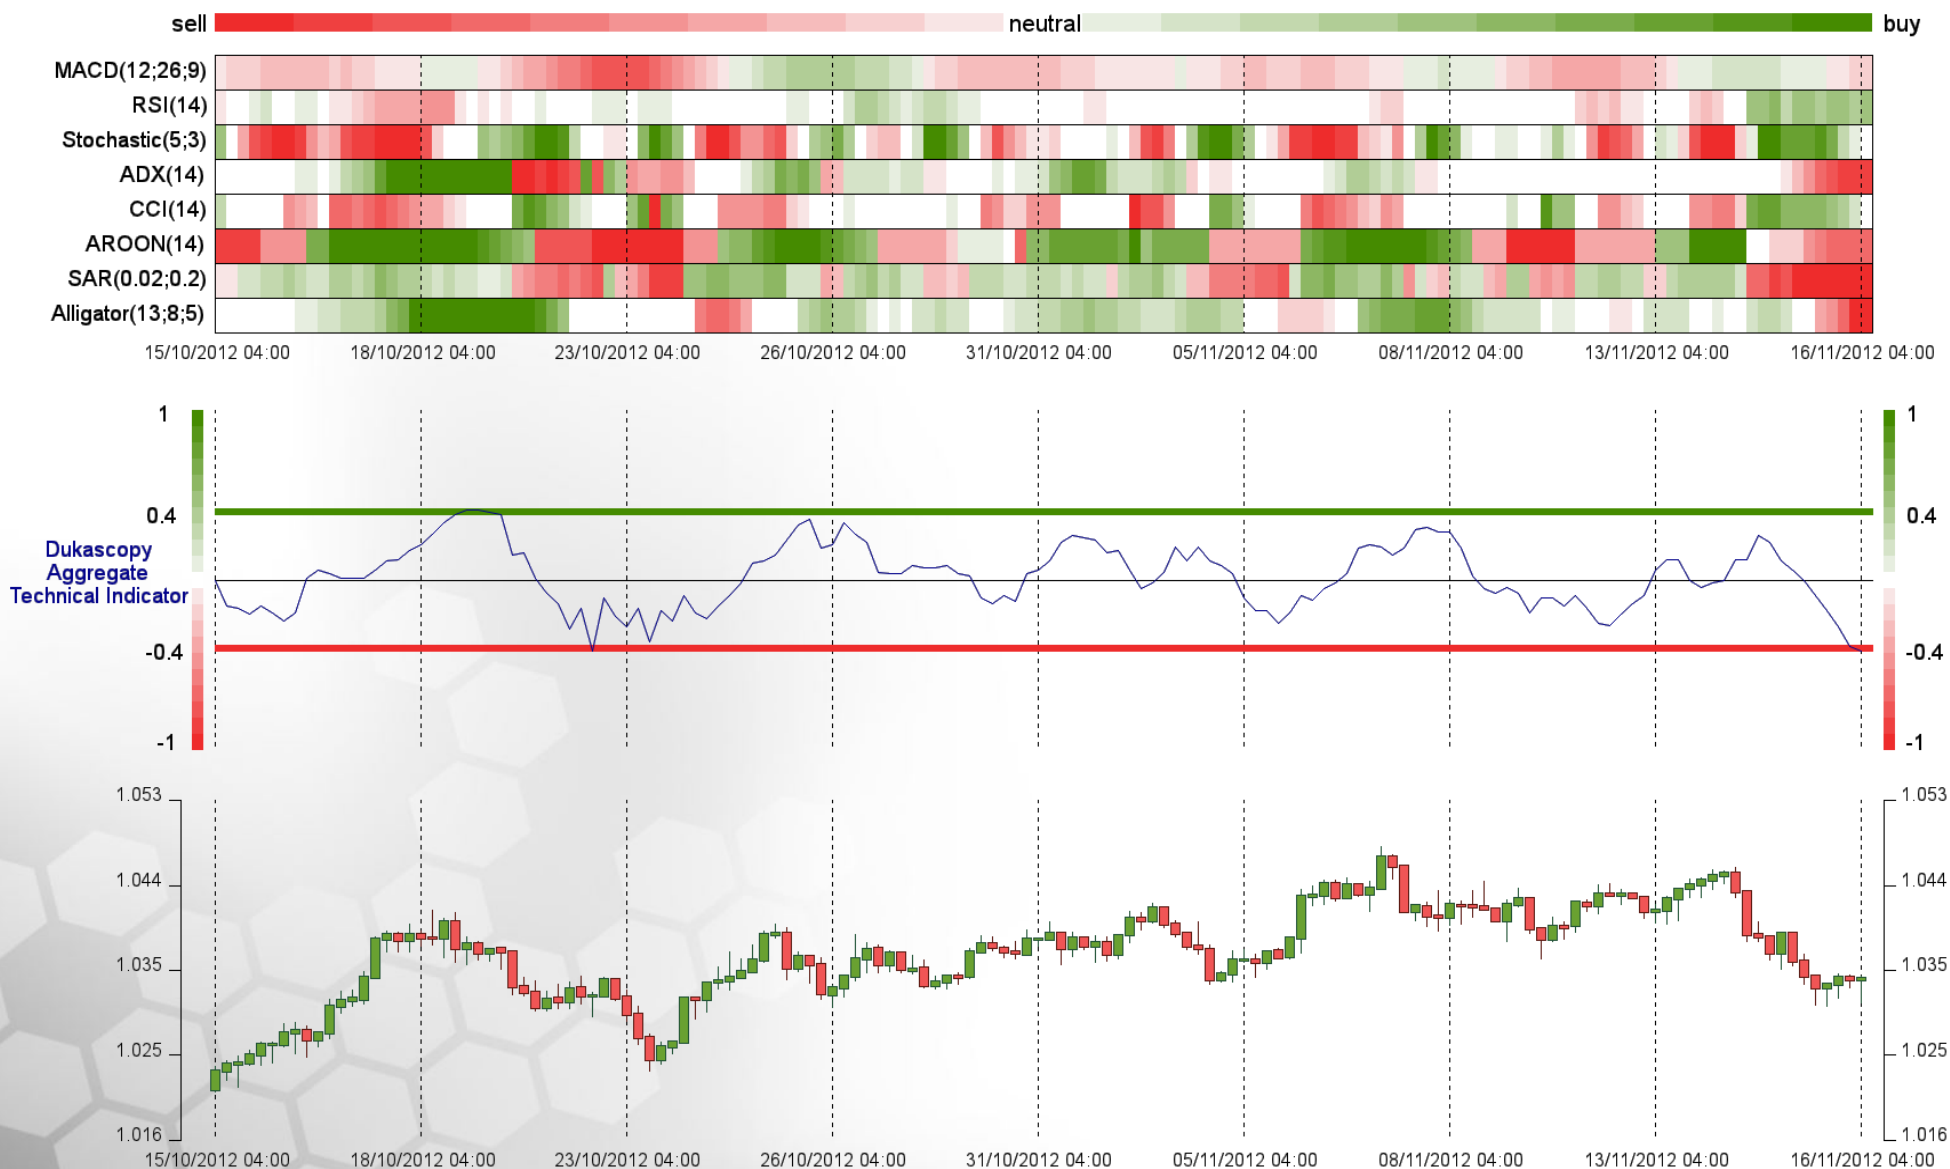 sell neutral buy
MACD(12;26;9)
RSI(14)
Stochastic(5;3)
ADX(14)
CCI(14)
AROON(14)
SAR(0.02;0.2)
Alligator(13;8;5)
15/10/2012 04:00 18/10/2012 04:00 23/10/2012 04:00 26/10/2012 04:00 31/10/2012 04:00 05/11/2012 04:00 08/11/2012 04:00 13/11/2012 04:00 16/11/2012 04:00
1 1
0.4 0.4
Dukascopy
Aggregate
Technical Indicator
-0.4 -0.4
-1 -1
1.053 1.053
1.044 1.044
1.035 1.035
1.025 1.025
1.016 1.016
15/10/2012 04:00 18/10/2012 04:00 23/10/2012 04:00 26/10/2012 04:00 31/10/2012 04:00 05/11/2012 04:00 08/11/2012 04:00 13/11/2012 04:00 16/11/2012 04:00